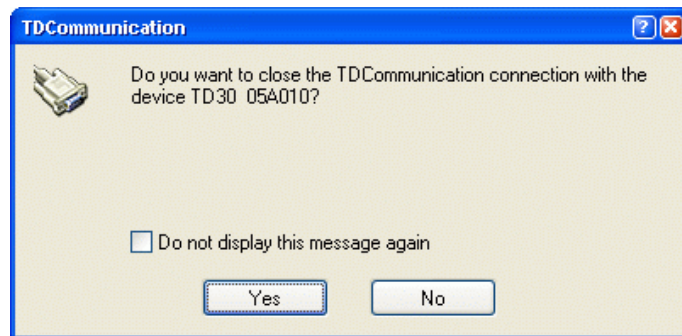 TDCommunication
Do you want to close the TDCommunication connection with the
device TD30 05A010?
Do not display this message again
Yes
No